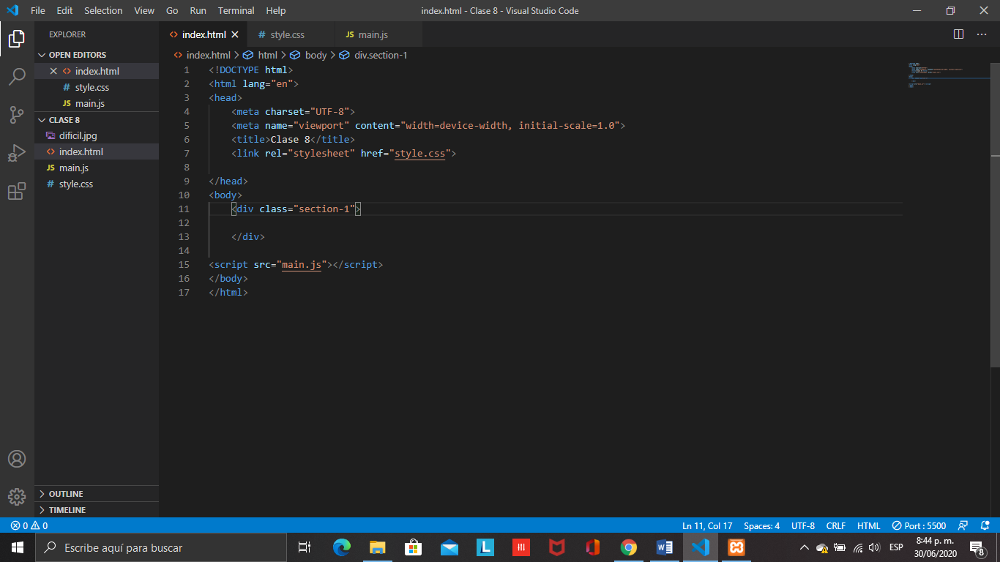 File Edit Selection View Go Run Terminal Help index.html - Clase 8 - Visual Studio Code
EXPLORER
OPEN EDITORS
index.html
style.css
JS main.js
CLASE 8
dificil.jpg
index.html
JS main.js
# style.css
index.html # style.css JS main.js
index.html > html > body > div.section-1
1 <!DOCTYPE html>
2 <html lang="en">
3 <head>
4 <meta charset="UTF-8">
5 <meta name="viewport" content="width=device-width, initial-scale=1.0">
6 <title>Clase 8</title>
7 <link rel="stylesheet" href="style.css">
8
9 </head>
10 <body>
11 <div class="section-1">
12
13 </div>
14
15 <script src="main.js"></script>
16 </body>
17 </html>
OUTLINE
TIMELINE
0 0 Ln 11, Col 17 Spaces: 4 UTF-8 CRLF HTML Port : 5500
Escribe aquí para buscar
L
W
ESP
8:44 p. m.
30/06/2020
8